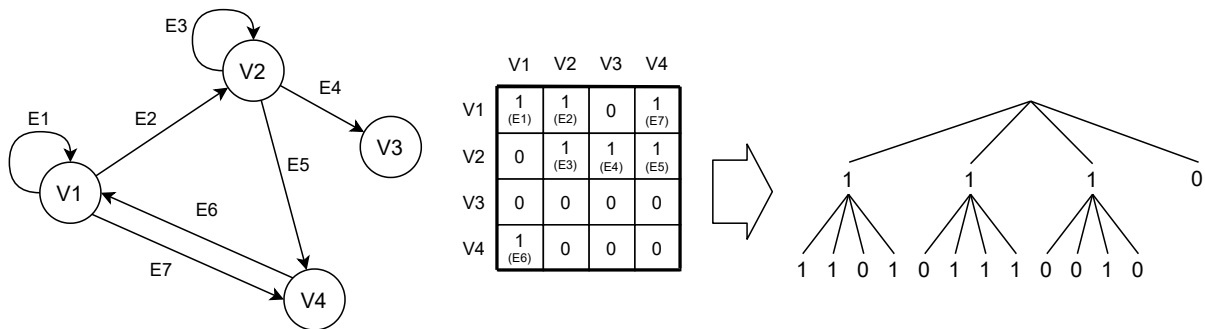 E3
V2
E4
E1
E2
V3
E5
V1
E6
E7
V4
V1 V2 V3 V4
V1 1 (E1) 1 (E2) 0 1 (E7)
V2 0 1 (E3) 1 (E4) 1 (E5)
V3 0 0 0 0
V4 1 (E6) 0 0 0
1 1 1 0
1 1 0 1 0 1 1 1 0 0 1 0